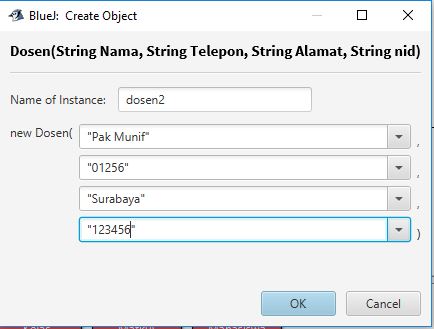 BlueJ: Create Object
Dosen(String Nama, String Telepon, String Alamat, String nid)
Name of Instance: dosen2
new Dosen( "Pak Munif" ,
"01256" ,
"Surabaya" ,
"123456" )
OK Cancel